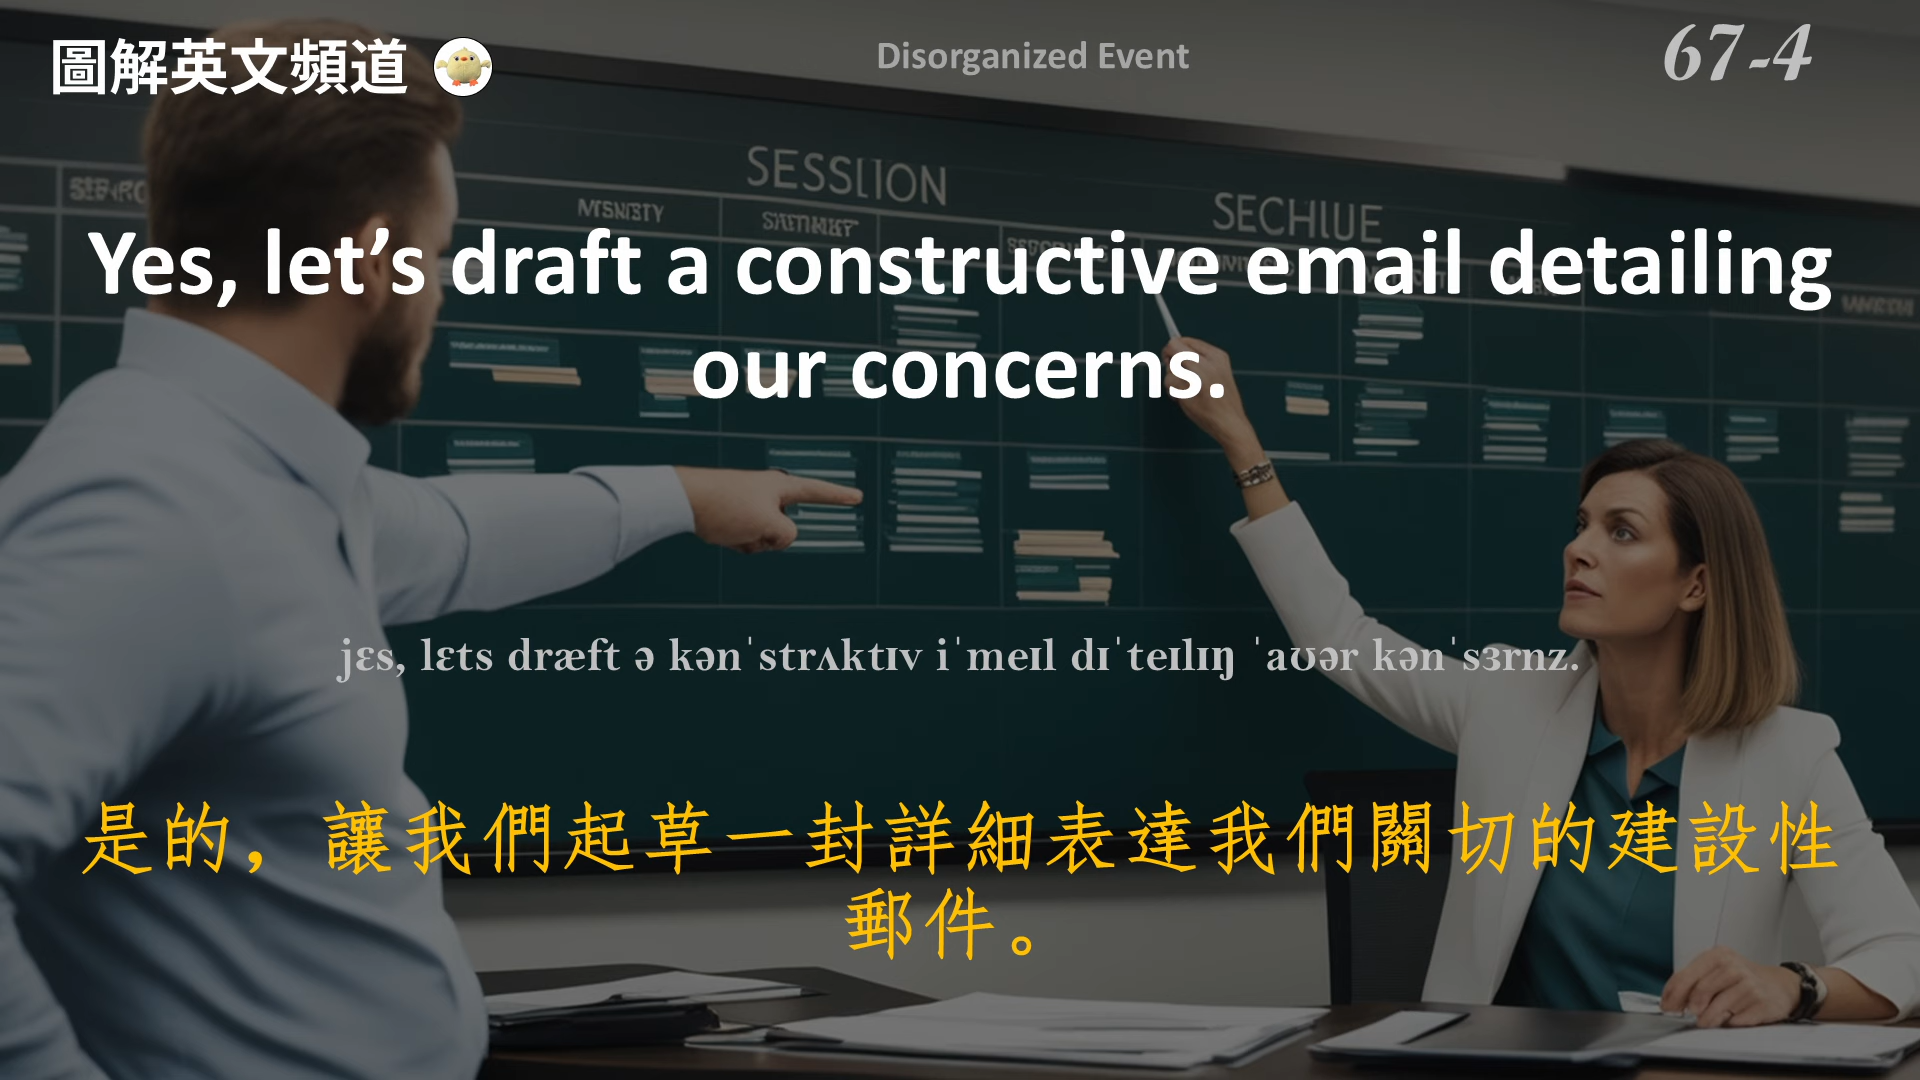 圖解英文頻道
Disorganized Event
67-4
SESSION
SECHIUE
Yes, let’s draft a constructive email detailing
our concerns.
jɛs, lɛts dræft ə kənˈstrʌktɪv iˈmeɪl dɪˈteɪlɪŋ ˈaʊər kənˈsɜrnz.
是的，讓我們起草一封詳細表達我們關切的建設性
郵件。